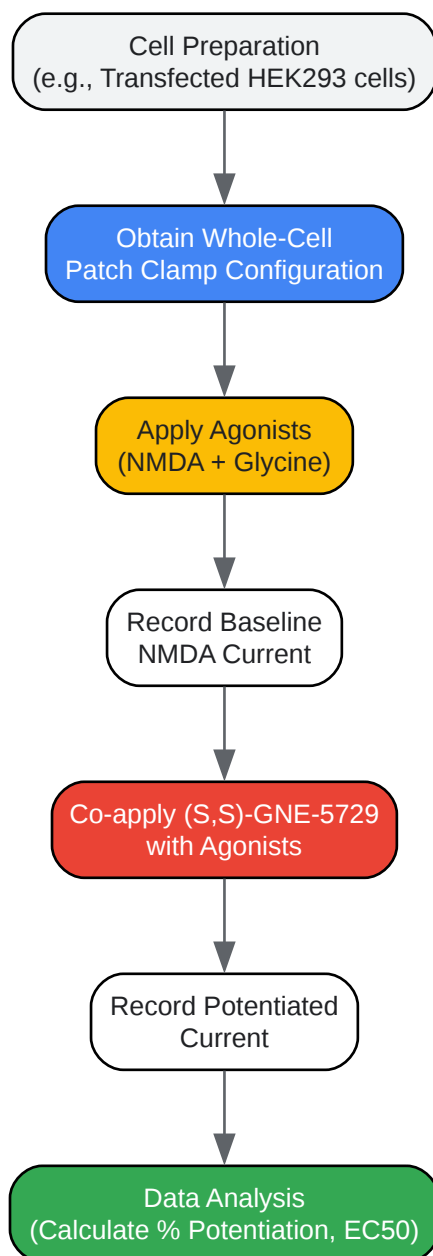 Cell Preparation
(e.g., Transfected HEK293 cells)
Obtain Whole-Cell
Patch Clamp Configuration
Apply Agonists
(NMDA + Glycine)
Record Baseline
NMDA Current
Co-apply (S,S)-GNE-5729
with Agonists
Record Potentiated
Current
Data Analysis
(Calculate % Potentiation, EC50)